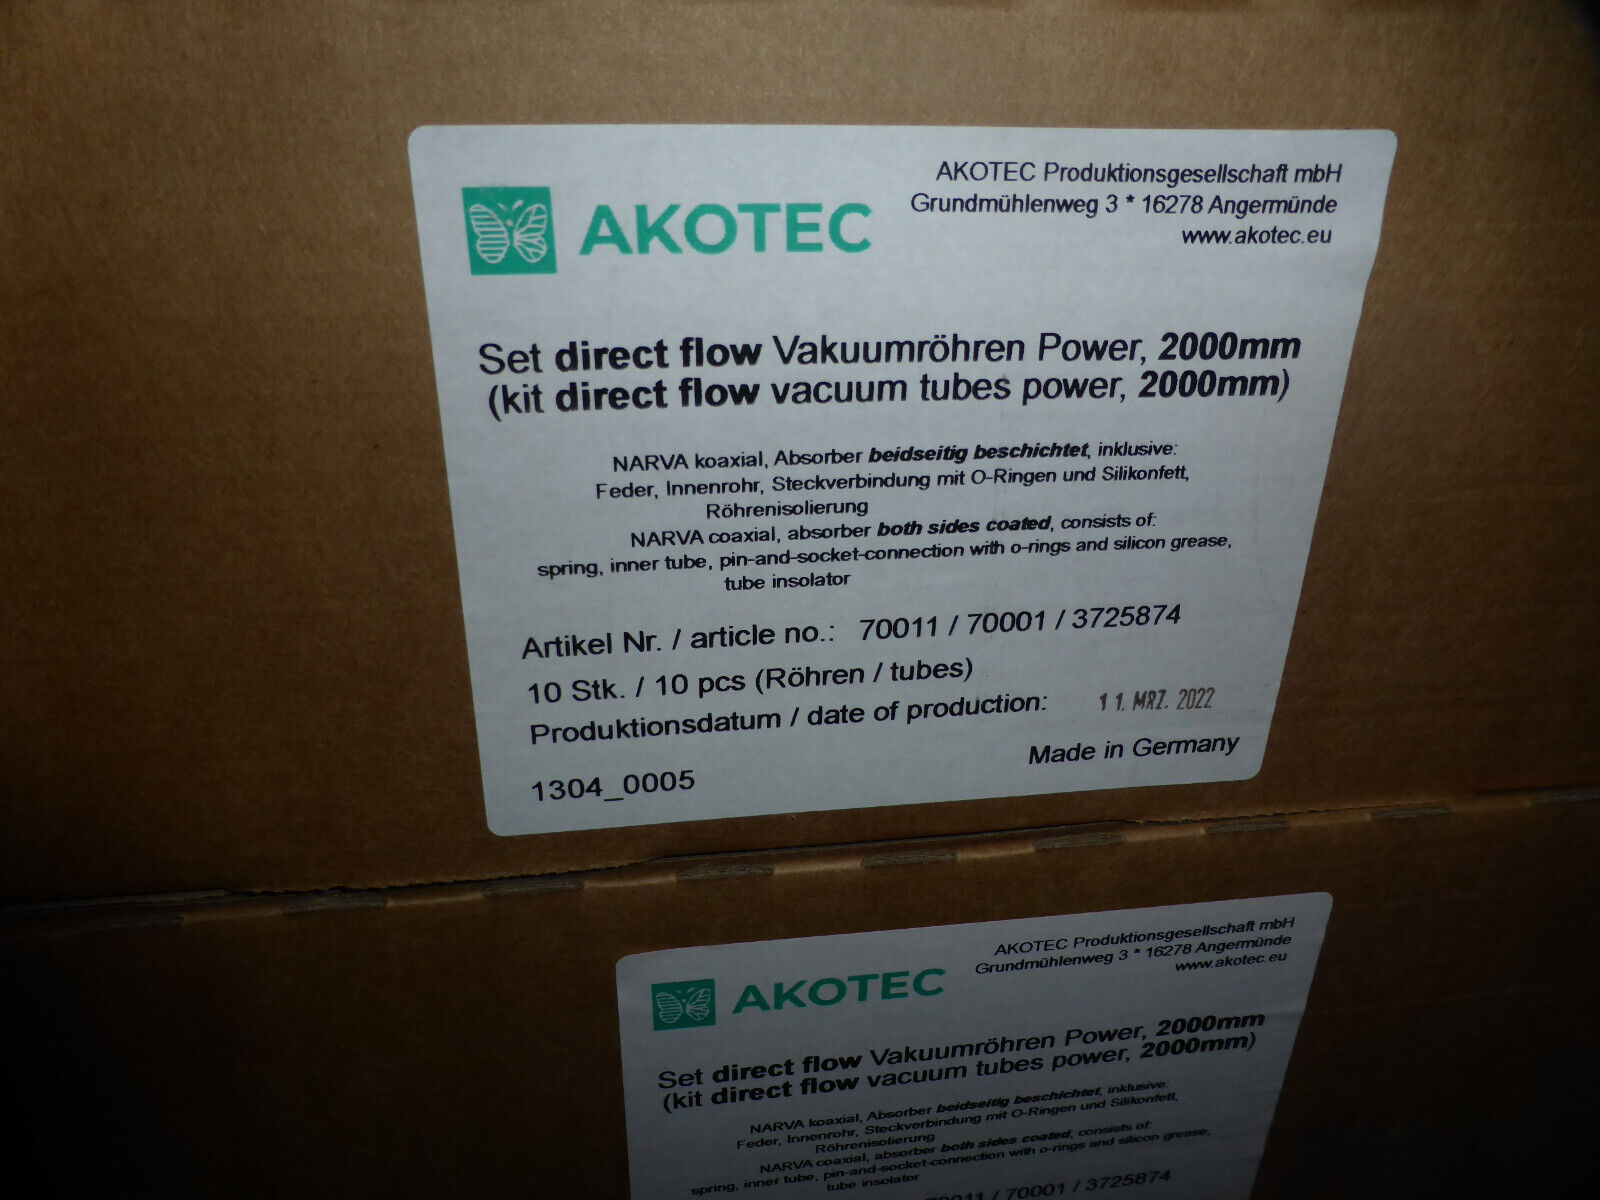 AKOTEC
AKOTEC Produktionsgesellschaft mbH
Grundmühlenweg 3 * 16278 Angermünde
www.akotec.eu
Set direct flow Vakuumröhren Power, 2000mm
(kit direct flow vacuum tubes power, 2000mm)
NARVA koaxial, Absorber beidseitig beschichtet, inklusive:
Feder, Innenrohr, Steckverbindung mit O-Ringen und Silikonfett,
Röhrenisolierung
NARVA coaxial, absorber both sides coated, consists of:
spring, inner tube, pin-and-socket-connection with o-rings and silicon grease,
tube insolator
Artikel Nr. / article no.: 70011 / 70001 / 3725874
10 Stk. / 10 pcs (Röhren / tubes)
Produktionsdatum / date of production: 11. MRZ. 2022
Made in Germany
1304_0005
AKOTEC
AKOTEC Produktionsgesellschaft mbH
Grundmühlenweg 3 * 16278 Angermünde
www.akotec.eu
Set direct flow Vakuumröhren Power, 2000mm
(kit direct flow vacuum tubes power, 2000mm)
NARVA koaxial, Absorber beidseitig beschichtet, inklusive:
Feder, Innenrohr, Steckverbindung mit O-Ringen und Silikonfett,
Röhrenisolierung
NARVA coaxial, absorber both sides coated, consists of:
spring, inner tube, pin-and-socket-connection with o-rings and silicon grease,
tube insolator
70011 / 70001 / 3725874